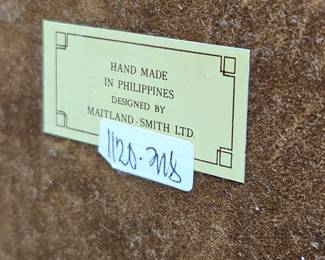 HAND MADE
IN PHILIPPINES
DESIGNED BY
MAITLAND-SMITH LTD
1120-218